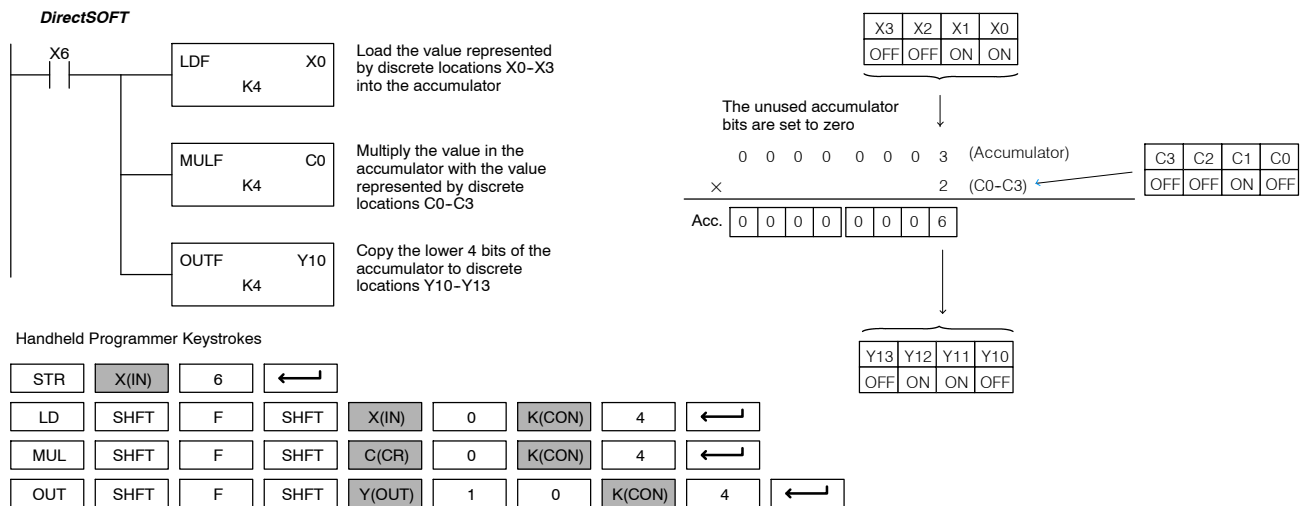 DirectSOFT
X6
LDF X0
K4
Load the value represented
by discrete locations X0-X3
into the accumulator
MULF C0
K4
Multiply the value in the
accumulator with the value
represented by discrete
locations C0-C3
OUTF Y10
K4
Copy the lower 4 bits of the
accumulator to discrete
locations Y10-Y13
X3 X2 X1 X0
OFF OFF ON ON
The unused accumulator
bits are set to zero
0 0 0 0 0 0 0 3 (Accumulator)
× 2 (C0-C3)
C3 C2 C1 C0
OFF OFF ON OFF
Acc. 0 0 0 0 0 0 0 6
Y13 Y12 Y11 Y10
OFF ON ON OFF
Handheld Programmer Keystrokes
STR X(IN) 6
LD SHFT F SHFT X(IN) 0 K(CON) 4
MUL SHFT F SHFT C(CR) 0 K(CON) 4
OUT SHFT F SHFT Y(OUT) 1 0 K(CON) 4